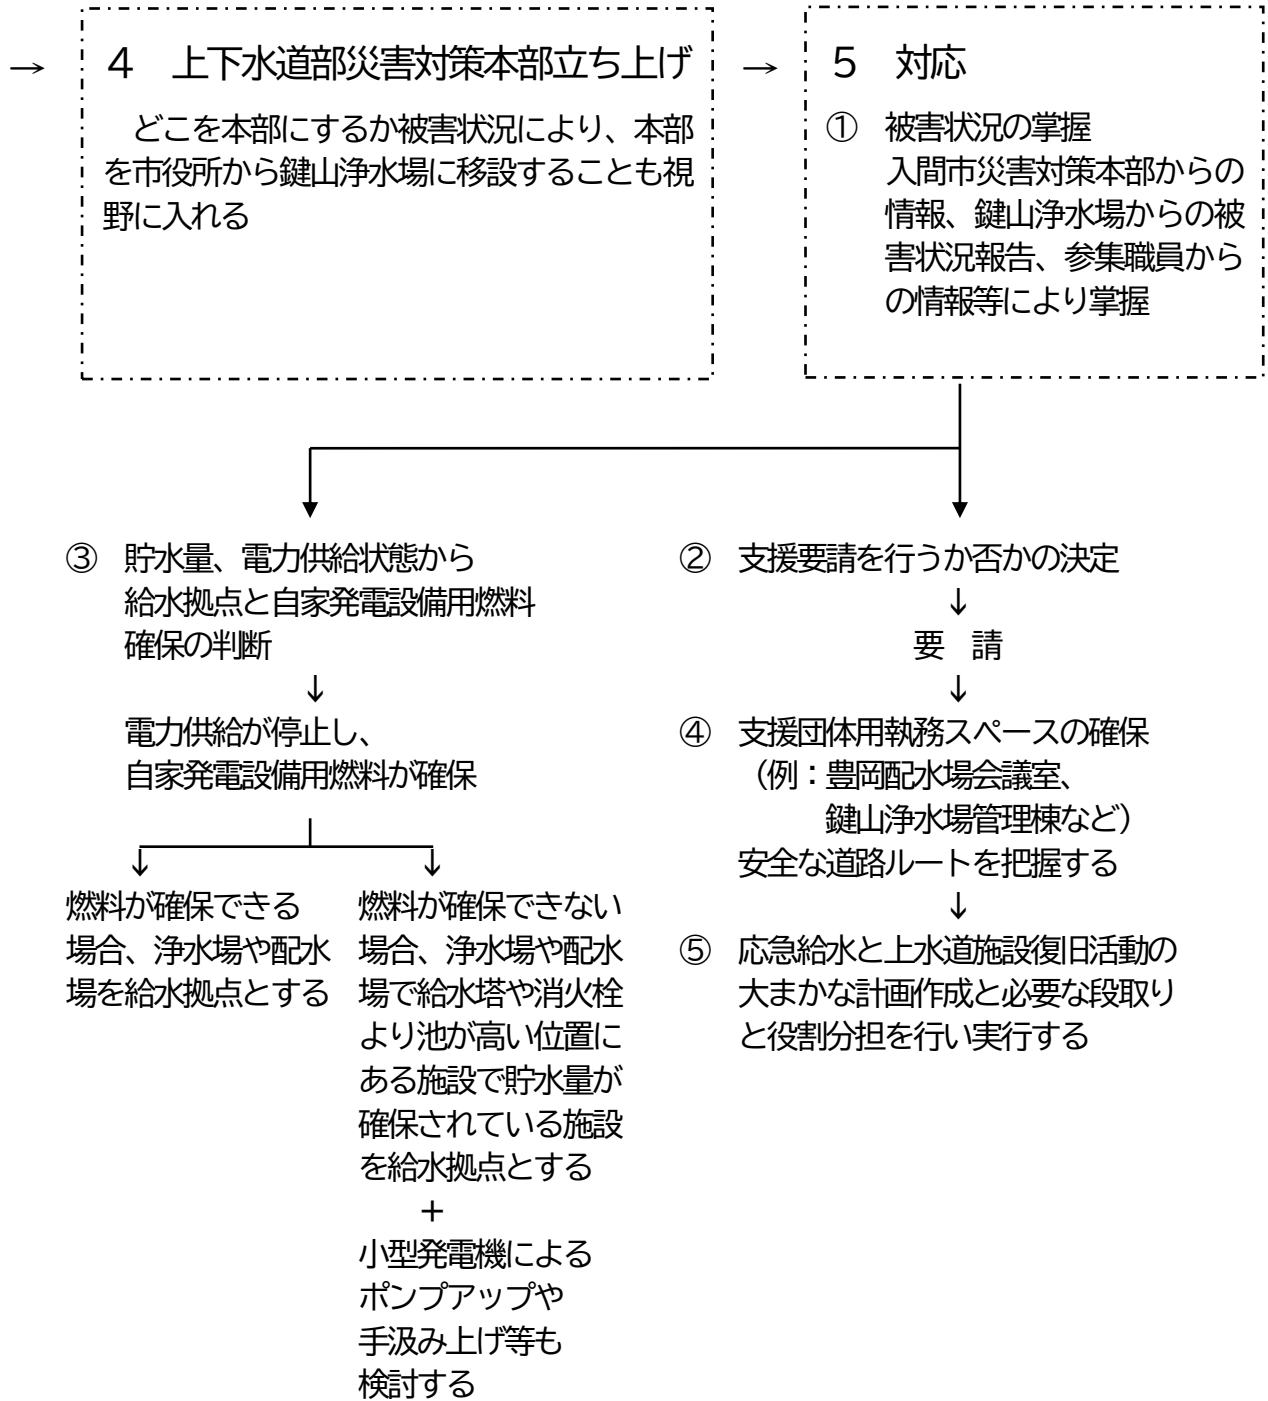 →
4　上下水道部災害対策本部立ち上げ
どこを本部にするか被害状況により、本部
を市役所から鍵山浄水場に移設することも視
野に入れる
→
5　対応
①　被害状況の掌握
入間市災害対策本部からの
情報、鍵山浄水場からの被
害状況報告、参集職員から
の情報等により掌握
③　貯水量、電力供給状態から
給水拠点と自家発電設備用燃料
確保の判断
↓
電力供給が停止し、
自家発電設備用燃料が確保
↓
燃料が確保できる
場合、浄水場や配水
場を給水拠点とする
↓
燃料が確保できない
場合、浄水場や配水
場で給水塔や消火栓
より池が高い位置に
ある施設で貯水量が
確保されている施設
を給水拠点とする
＋
小型発電機による
ポンプアップや
手汲み上げ等も
検討する
②　支援要請を行うか否かの決定
↓
要　請
↓
④　支援団体用執務スペースの確保
（例：豊岡配水場会議室、
鍵山浄水場管理棟など）
安全な道路ルートを把握する
↓
⑤　応急給水と上水道施設復旧活動の
大まかな計画作成と必要な段取り
と役割分担を行い実行する